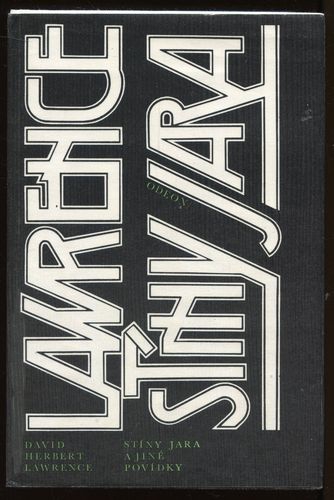 LAWRENCE
STÍNY JARA
ODEON
DAVID
HERBERT
LAWRENCE
STÍNY JARA
A JINÉ
POVÍDKY